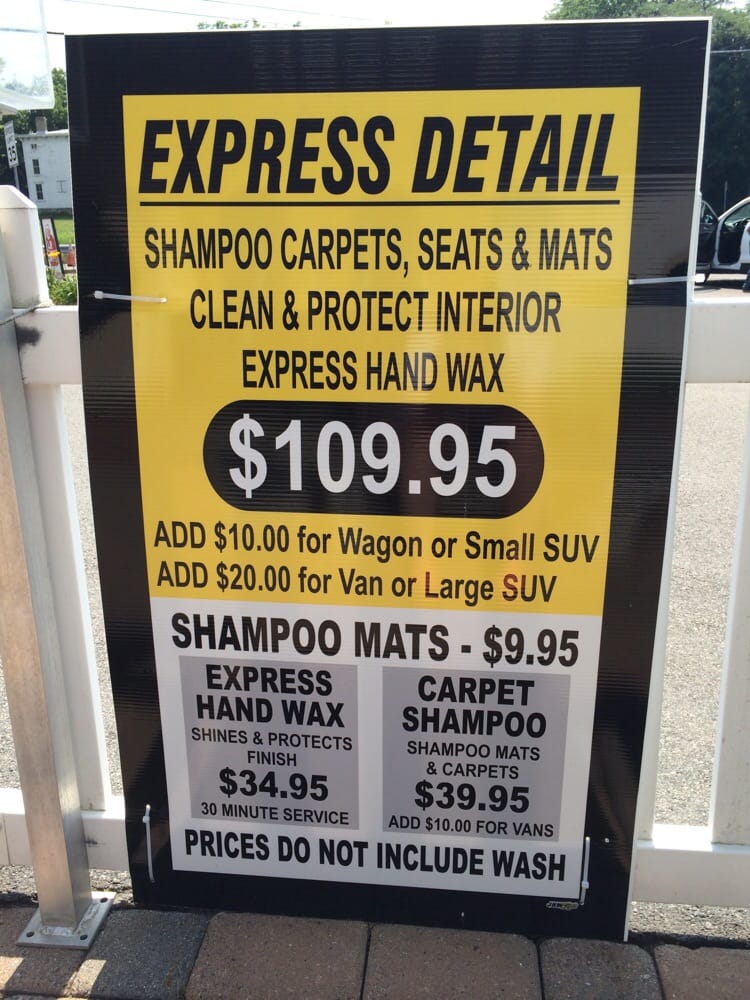 EXPRESS DETAIL
SHAMPOO CARPETS, SEATS & MATS
CLEAN & PROTECT INTERIOR
EXPRESS HAND WAX
$109.95
ADD $10.00 for Wagon or Small SUV
ADD $20.00 for Van or Large SUV
SHAMPOO MATS - $9.95
EXPRESS
HAND WAX
SHINES & PROTECTS
FINISH
$34.95
30 MINUTE SERVICE
CARPET
SHAMPOO
SHAMPOO MATS
& CARPETS
$39.95
ADD $10.00 FOR VANS
PRICES DO NOT INCLUDE WASH